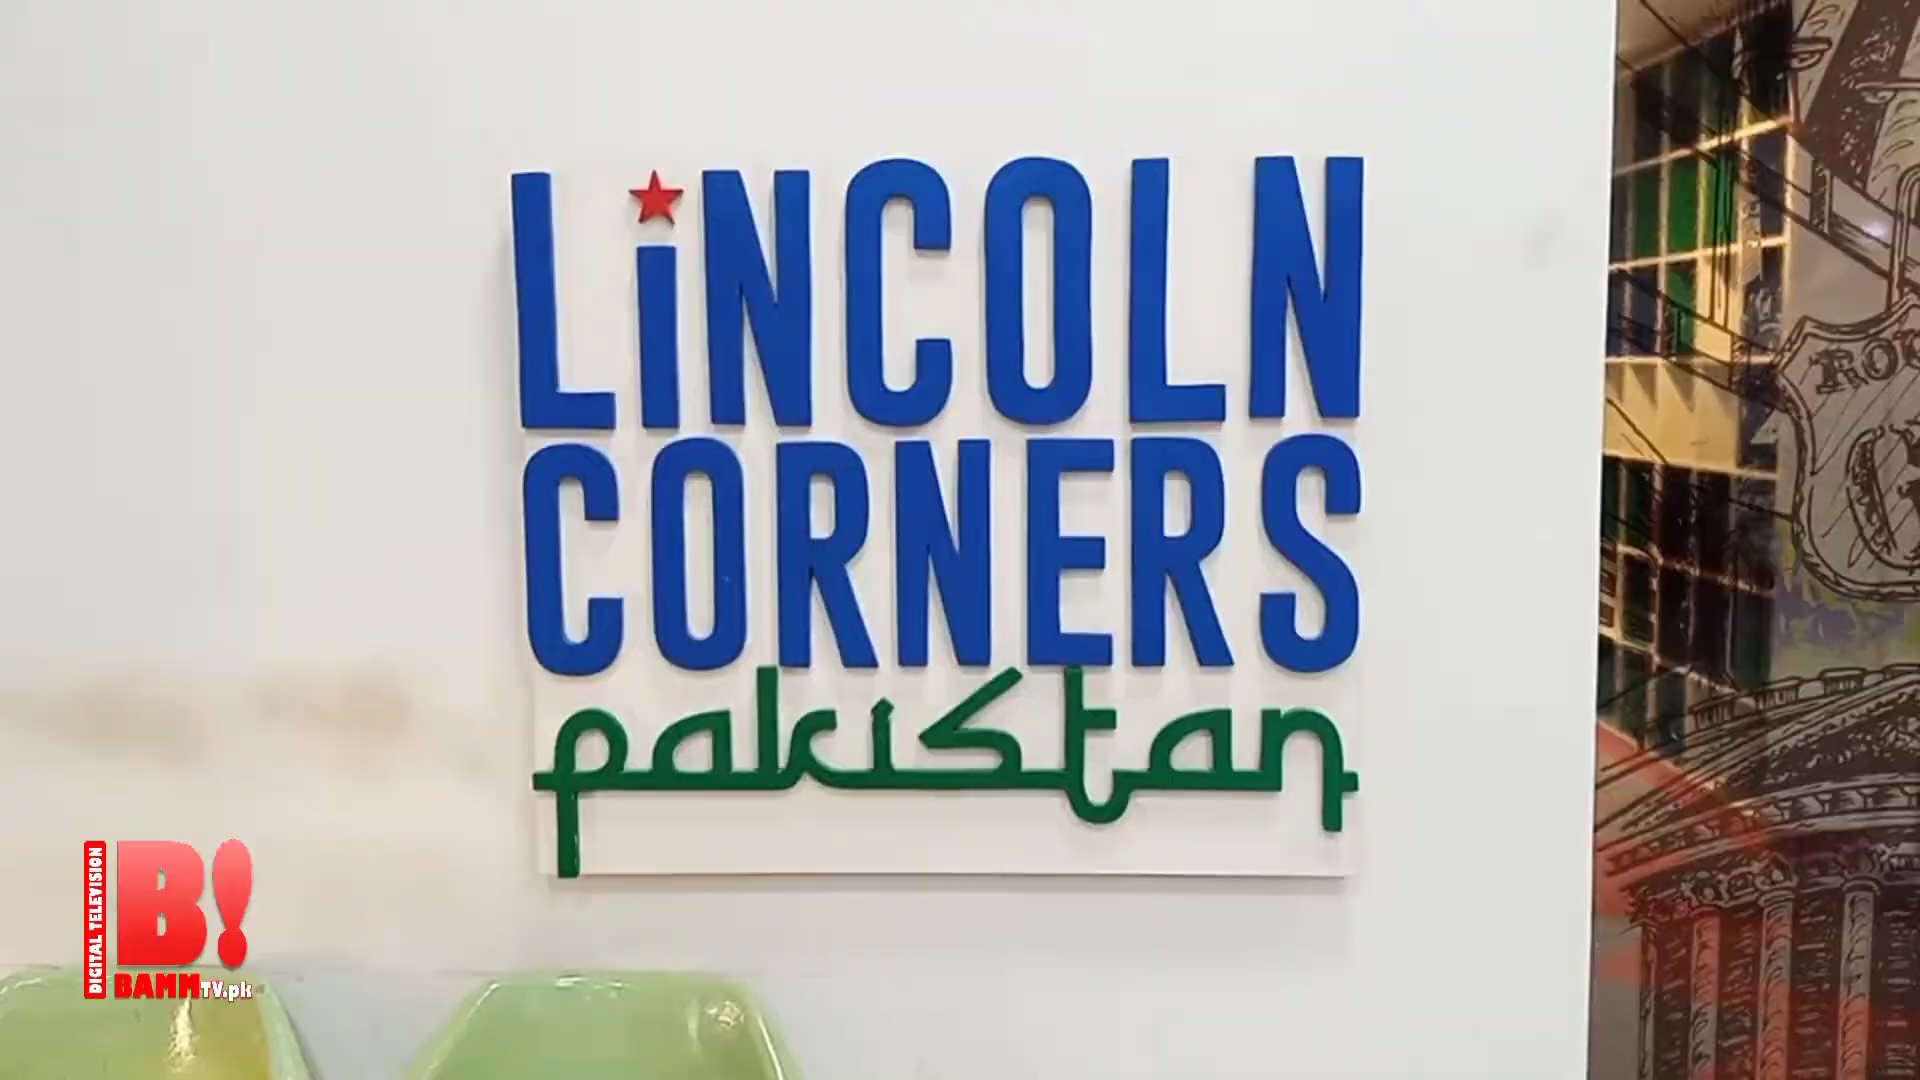 LiNCOLN
CORNERS
pakistan
DIGITAL TELEVISION
B!
BAMMTV.pk